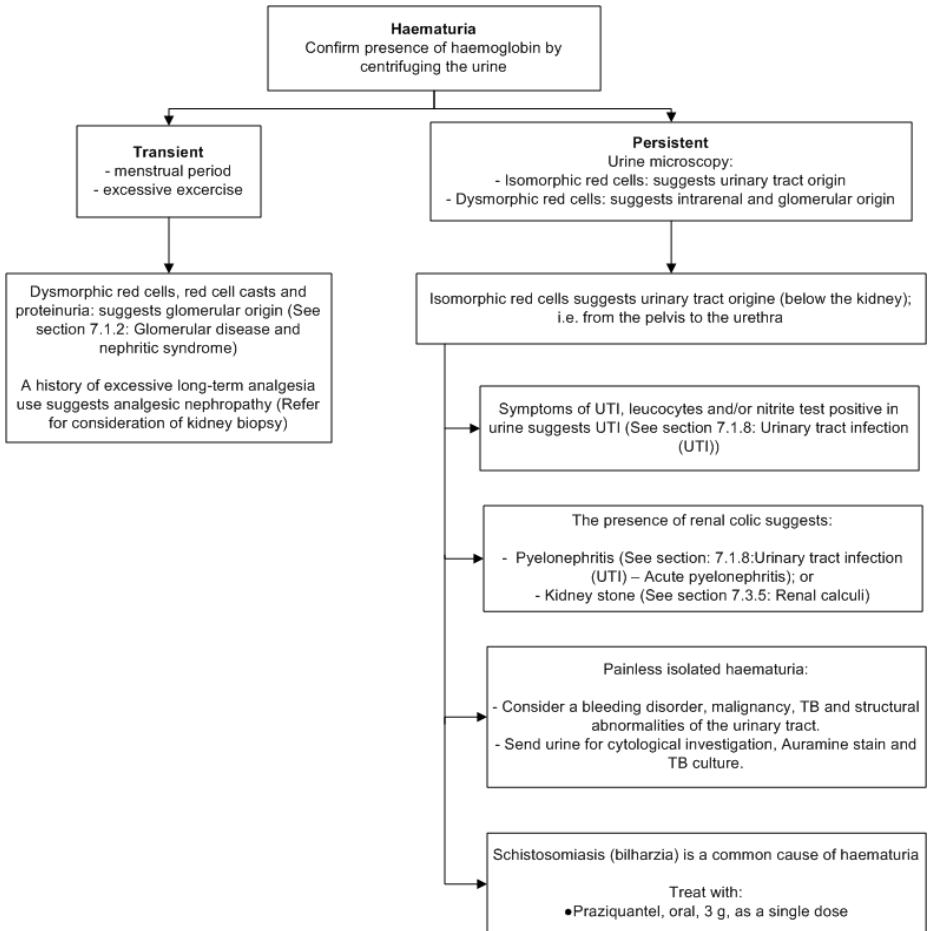 Haematuria
Confirm presence of haemoglobin by
centrifuging the urine
Transient
- menstrual period
- excessive excercise
Persistent
Urine microscopy:
- Isomorphic red cells: suggests urinary tract origin
- Dysmorphic red cells: suggests intrarenal and glomerular origin
Dysmorphic red cells, red cell casts and
proteinuria: suggests glomerular origin (See
section 7.1.2: Glomerular disease and
nephritic syndrome)
A history of excessive long-term analgesia
use suggests analgesic nephropathy (Refer
for consideration of kidney biopsy)
Isomorphic red cells suggests urinary tract origine (below the kidney);
i.e. from the pelvis to the urethra
Symptoms of UTI, leucocytes and/or nitrite test positive in
urine suggests UTI (See section 7.1.8: Urinary tract infection
(UTI))
The presence of renal colic suggests:
- Pyelonephritis (See section: 7.1.8:Urinary tract infection
(UTI) – Acute pyelonephritis); or
- Kidney stone (See section 7.3.5: Renal calculi)
Painless isolated haematuria:
- Consider a bleeding disorder, malignancy, TB and structural
abnormalities of the urinary tract.
- Send urine for cytological investigation, Auramine stain and
TB culture.
Schistosomiasis (bilharzia) is a common cause of haematuria
Treat with:
●Praziquantel, oral, 3 g, as a single dose